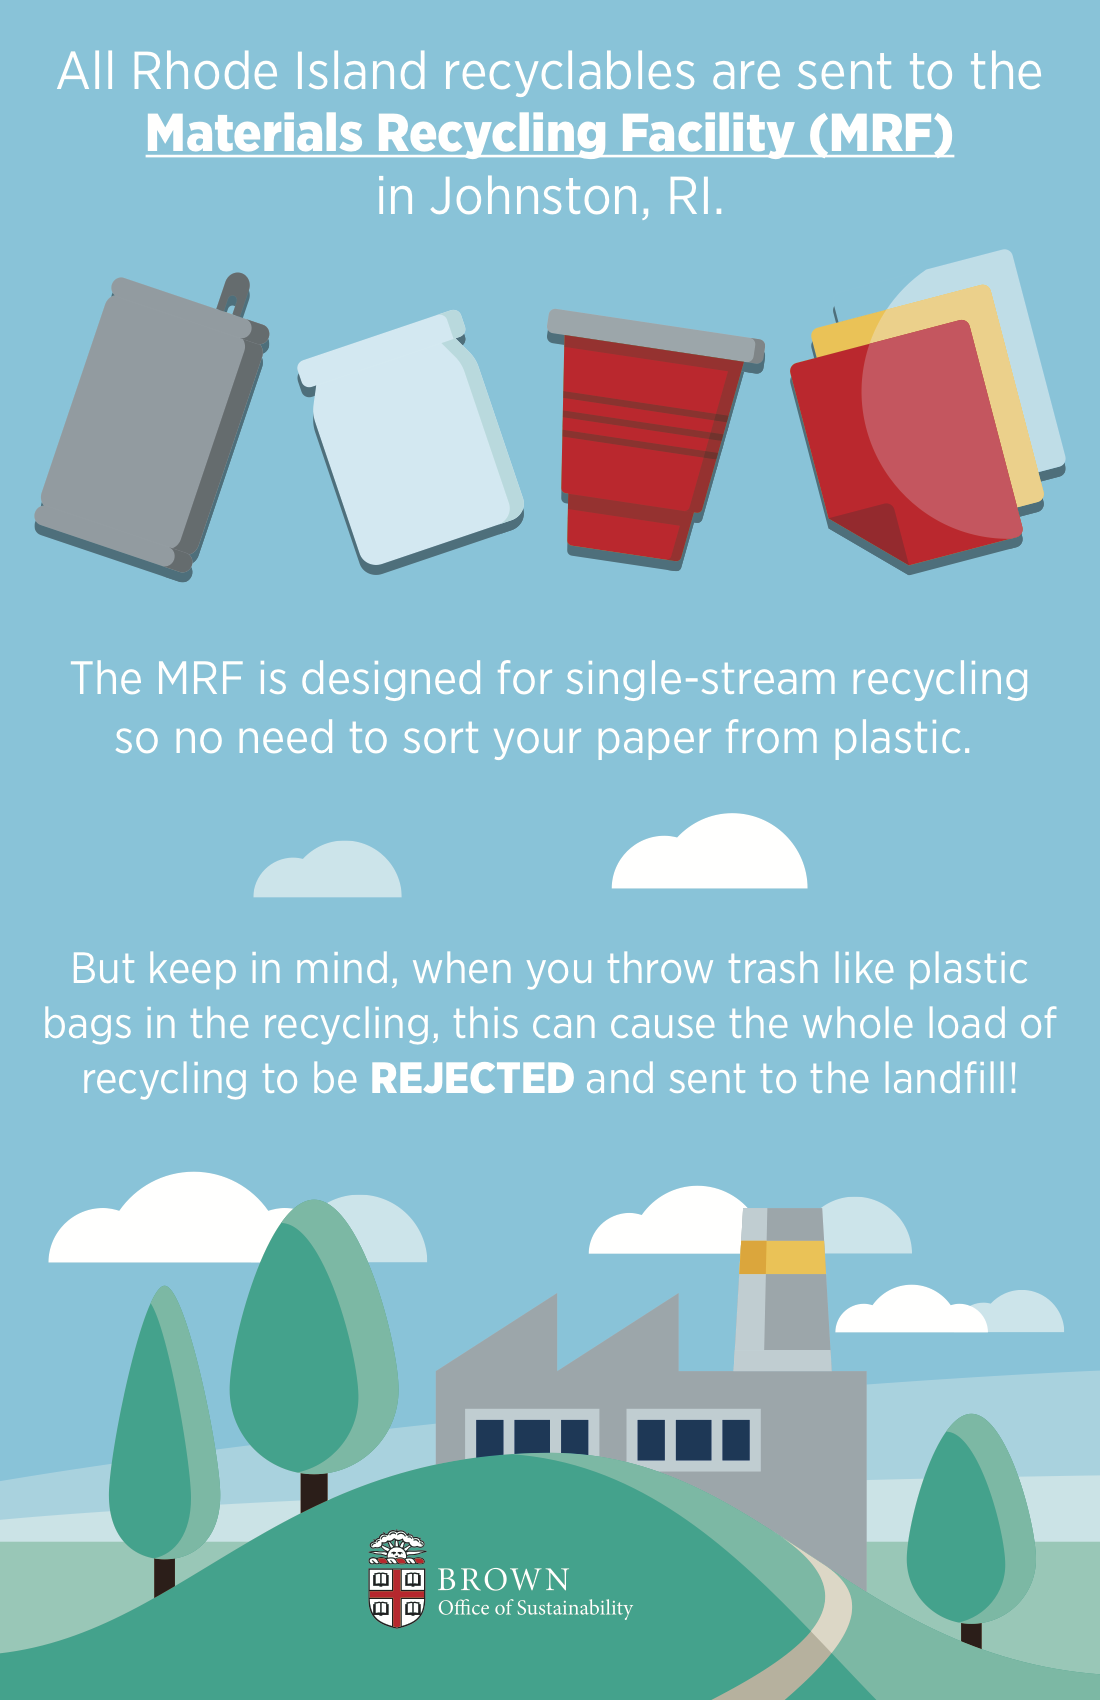 All Rhode Island recyclables are sent to the
Materials Recycling Facility (MRF)
in Johnston, RI.
The MRF is designed for single-stream recycling
so no need to sort your paper from plastic.
But keep in mind, when you throw trash like plastic
bags in the recycling, this can cause the whole load of
recycling to be REJECTED and sent to the landfill!
BROWN
Office of Sustainability